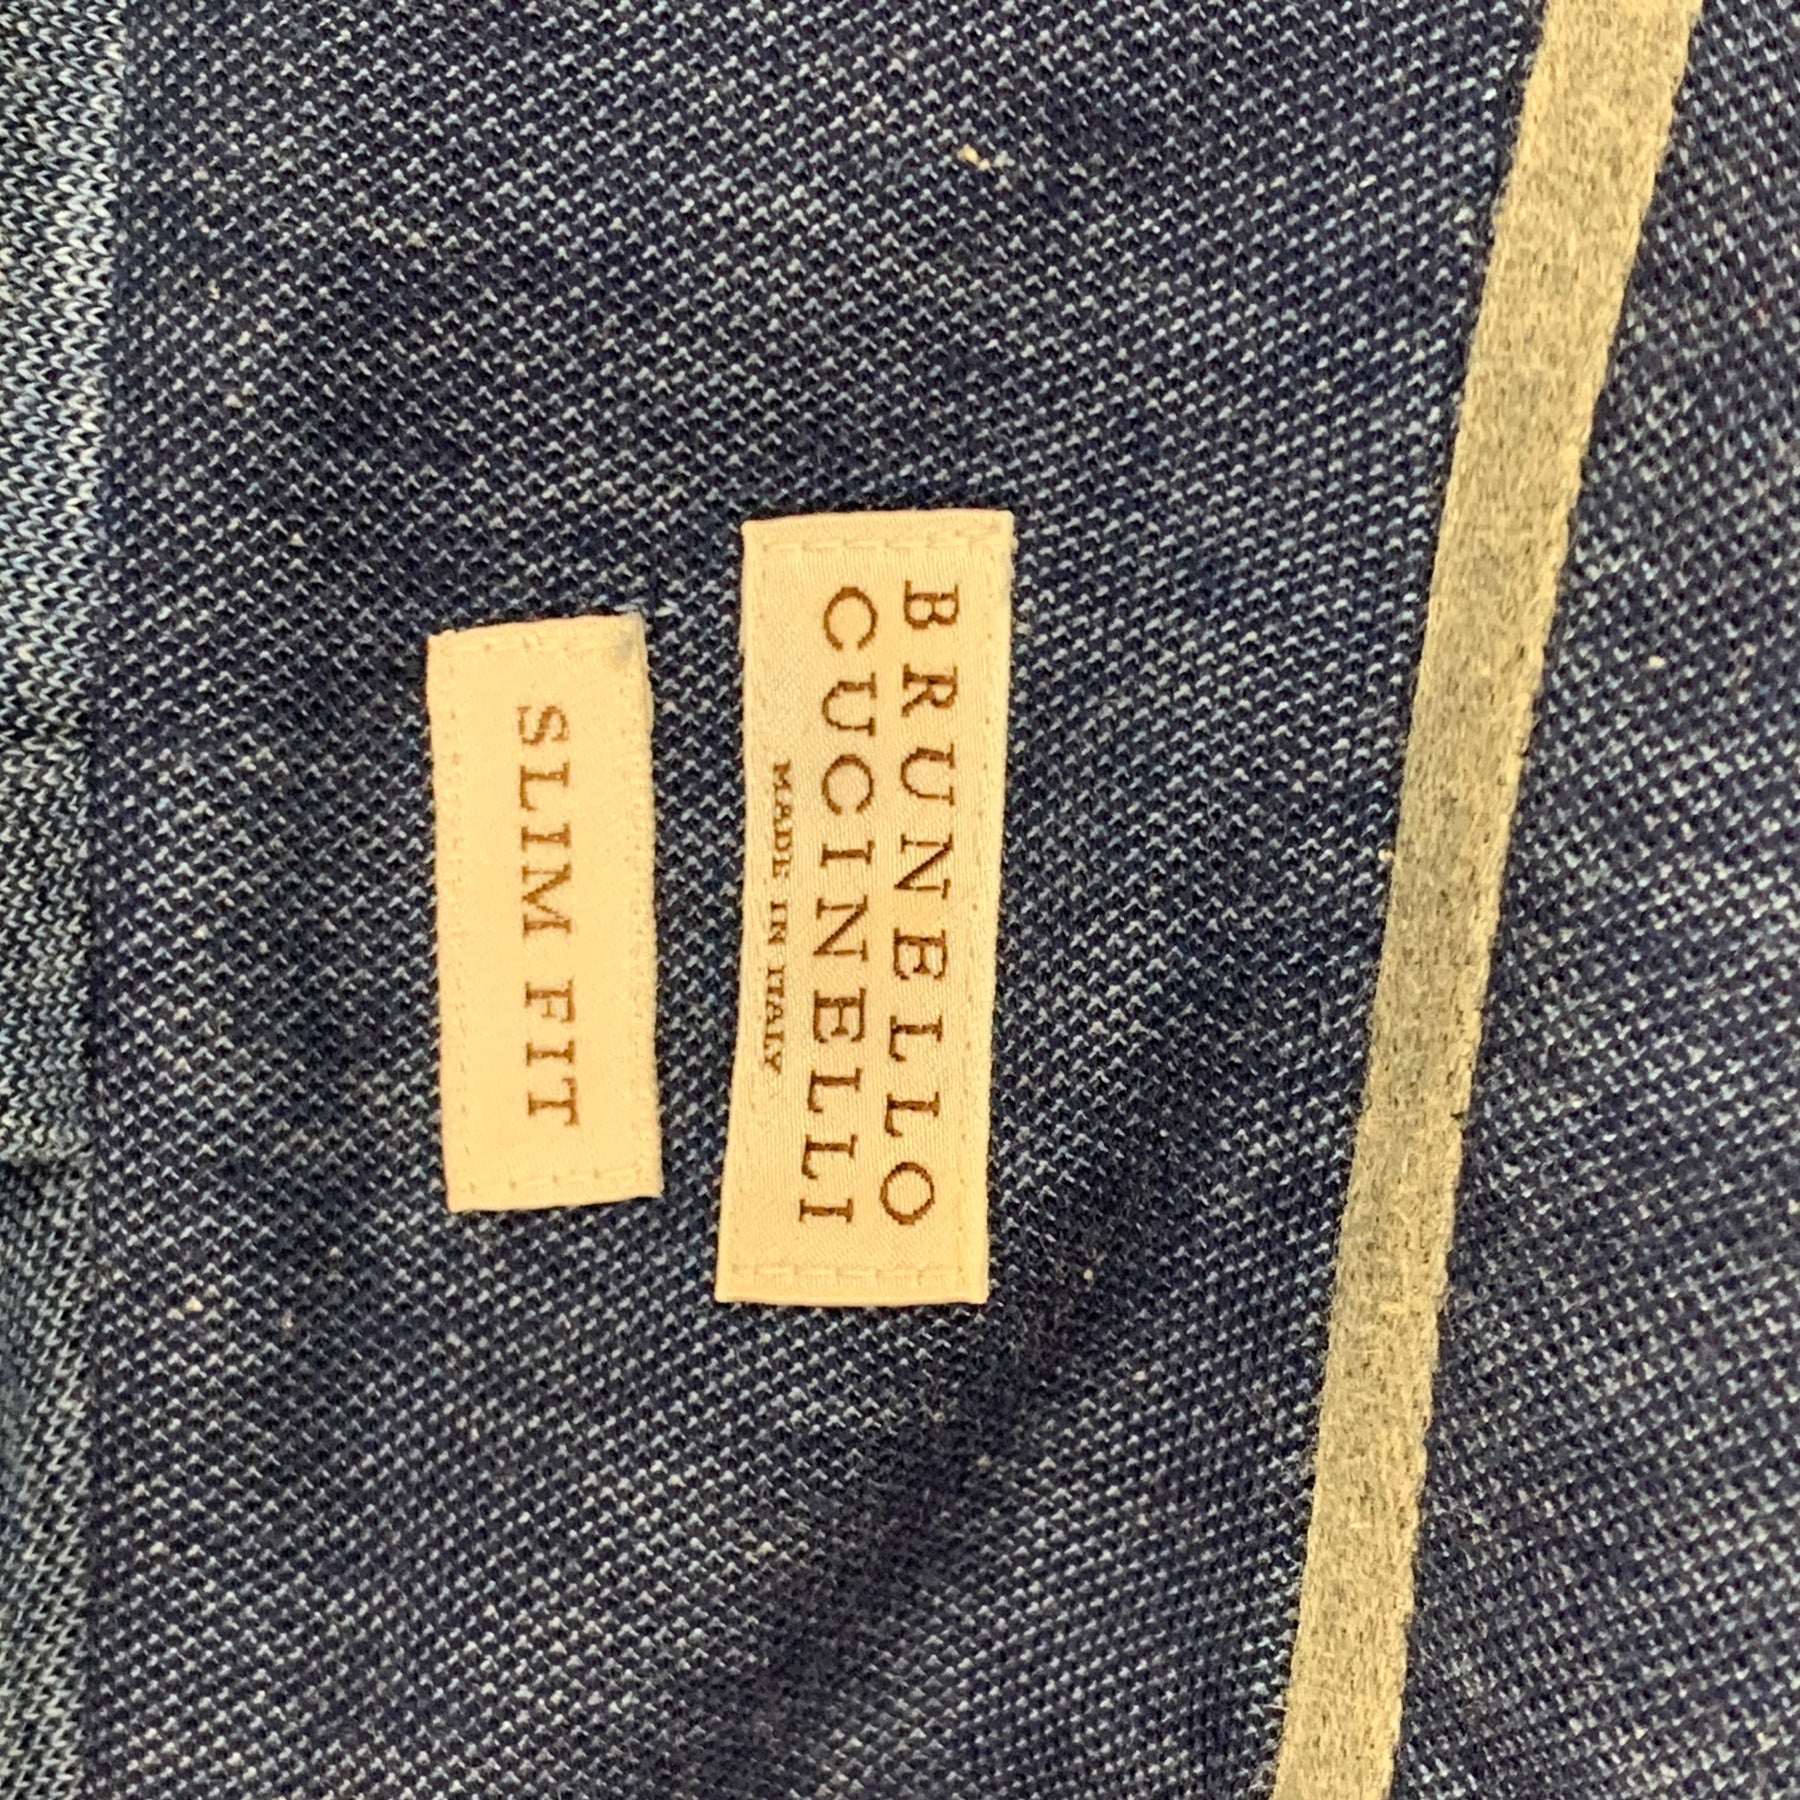 BRUNELLO
CUCINELLI
MADE IN ITALY
SLIM FIT